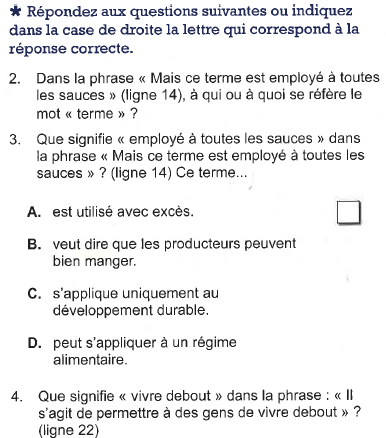 * Répondez aux questions suivantes ou indiquez
dans la case de droite la lettre qui correspond à la
réponse correcte.
2. Dans la phrase « Mais ce terme est employé à toutes
les sauces » (ligne 14), à qui ou à quoi se réfère le
mot « terme » ?
3. Que signifie « employé à toutes les sauces » dans
la phrase « Mais ce terme est employé à toutes les
sauces » ? (ligne 14) Ce terme...
A. est utilisé avec excès.
B. veut dire que les producteurs peuvent
bien manger.
C. s'applique uniquement au
développement durable.
D. peut s'appliquer à un régime
alimentaire.
4. Que signifie « vivre debout » dans la phrase : « Il
s'agit de permettre à des gens de vivre debout » ?
(ligne 22)